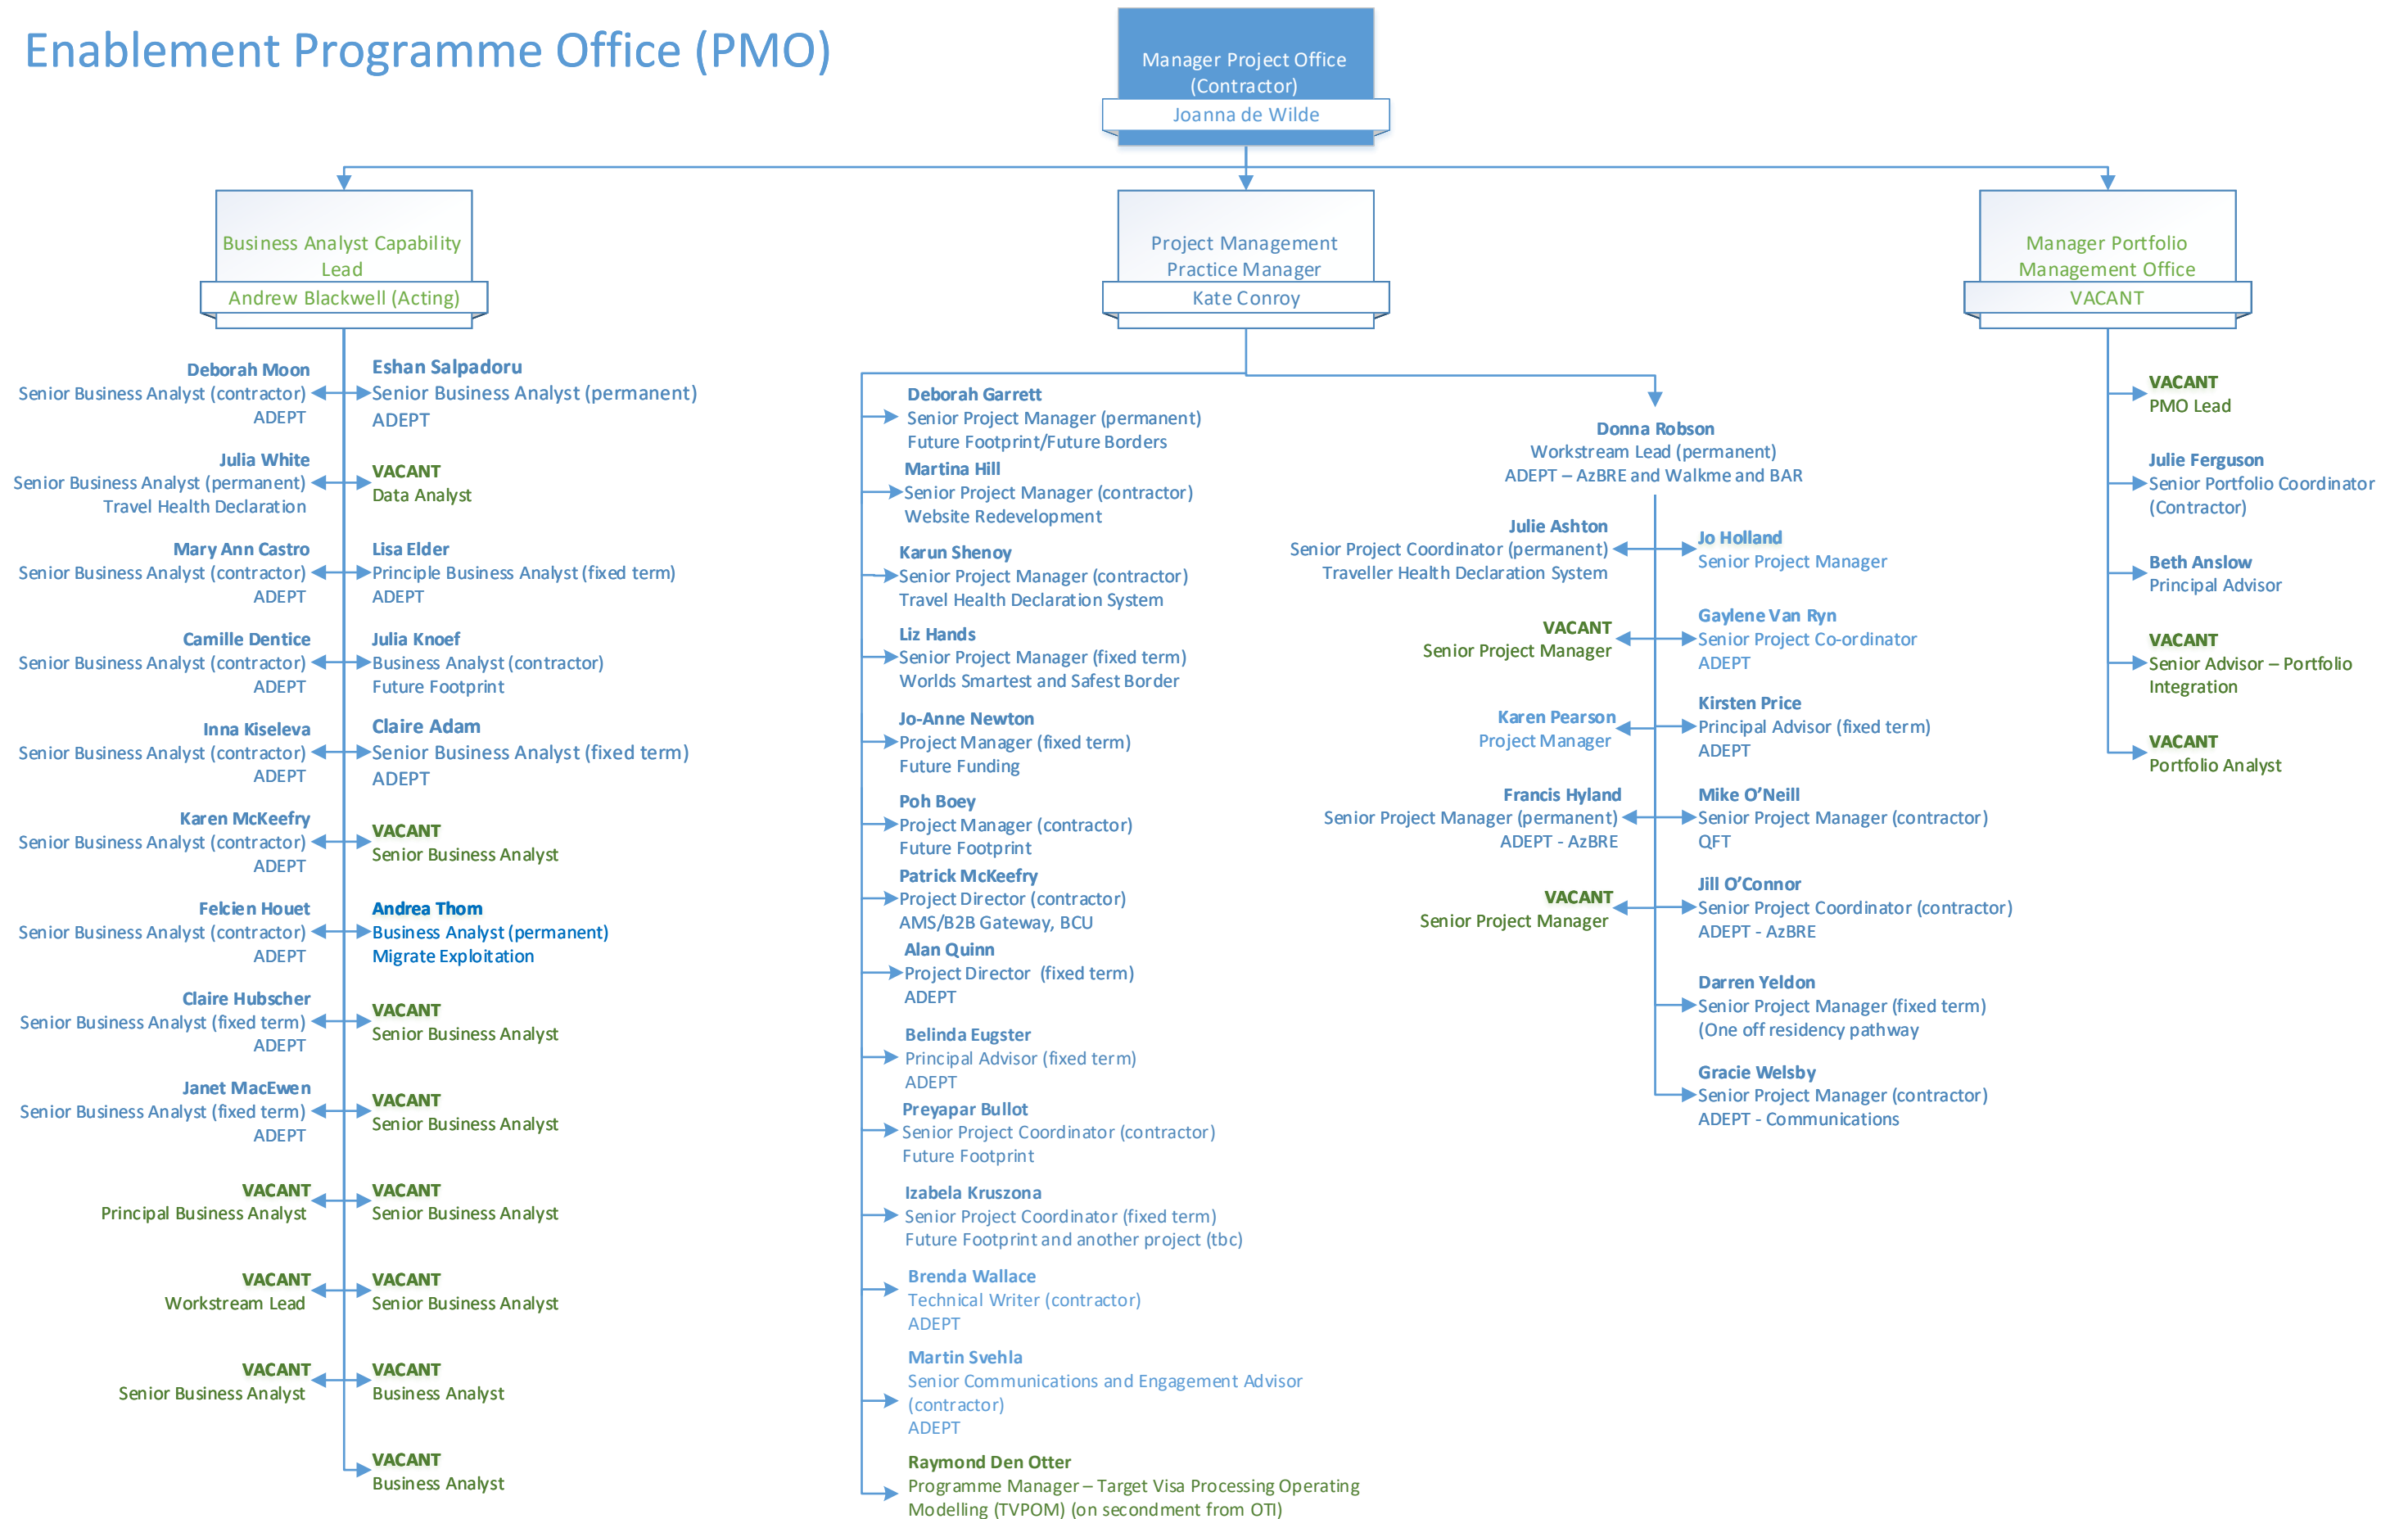 Enablement Programme Office (PMO)
Manager Project Office
(Contractor)
Joanna de Wilde
Business Analyst Capability
Lead
Andrew Blackwell (Acting)
Project Management
Practice Manager
Kate Conroy
Manager Portfolio
Management Office
VACANT
Deborah Moon
Senior Business Analyst (contractor)
ADEPT
Julia White
Senior Business Analyst (permanent)
Travel Health Declaration
Mary Ann Castro
Senior Business Analyst (contractor)
ADEPT
Camille Dentice
Senior Business Analyst (contractor)
ADEPT
Inna Kiseleva
Senior Business Analyst (contractor)
ADEPT
Karen McKeefry
Senior Business Analyst (contractor)
ADEPT
Felcien Houet
Senior Business Analyst (contractor)
ADEPT
Claire Hubscher
Senior Business Analyst (fixed term)
ADEPT
Janet MacEwen
Senior Business Analyst (fixed term)
ADEPT
VACANT
Principal Business Analyst
VACANT
Workstream Lead
VACANT
Senior Business Analyst
Eshan Salpadoru
Senior Business Analyst (permanent)
ADEPT
VACANT
Data Analyst
Lisa Elder
Principle Business Analyst (fixed term)
ADEPT
Julia Knoef
Business Analyst (contractor)
Future Footprint
Claire Adam
Senior Business Analyst (fixed term)
ADEPT
VACANT
Senior Business Analyst
Andrea Thom
Business Analyst (permanent)
Migrate Exploitation
VACANT
Senior Business Analyst
VACANT
Senior Business Analyst
VACANT
Senior Business Analyst
VACANT
Senior Business Analyst
VACANT
Business Analyst
VACANT
Business Analyst
Deborah Garrett
Senior Project Manager (permanent)
Future Footprint/Future Borders
Martina Hill
Senior Project Manager (contractor)
Website Redevelopment
Karun Shenoy
Senior Project Manager (contractor)
Travel Health Declaration System
Liz Hands
Senior Project Manager (fixed term)
Worlds Smartest and Safest Border
Jo-Anne Newton
Project Manager (fixed term)
Future Funding
Poh Boey
Project Manager (contractor)
Future Footprint
Patrick McKeefry
Project Director (contractor)
AMS/B2B Gateway, BCU
Alan Quinn
Project Director (fixed term)
ADEPT
Belinda Eugster
Principal Advisor (fixed term)
ADEPT
Preyapar Bullot
Senior Project Coordinator (contractor)
Future Footprint
Izabela Kruszona
Senior Project Coordinator (fixed term)
Future Footprint and another project (tbc)
Brenda Wallace
Technical Writer (contractor)
ADEPT
Martin Svehla
Senior Communications and Engagement Advisor
(contractor)
ADEPT
Raymond Den Otter
Programme Manager – Target Visa Processing Operating
Modelling (TVPOM) (on secondment from OTI)
Donna Robson
Workstream Lead (permanent)
ADEPT – AzBRE and Walkme and BAR
Julie Ashton
Senior Project Coordinator (permanent)
Traveller Health Declaration System
VACANT
Senior Project Manager
Karen Pearson
Project Manager
Francis Hyland
Senior Project Manager (permanent)
ADEPT - AzBRE
VACANT
Senior Project Manager
Jo Holland
Senior Project Manager
Gaylene Van Ryn
Senior Project Co-ordinator
ADEPT
Kirsten Price
Principal Advisor (fixed term)
ADEPT
Mike O’Neill
Senior Project Manager (contractor)
QFT
Jill O’Connor
Senior Project Coordinator (contractor)
ADEPT - AzBRE
Darren Yeldon
Senior Project Manager (fixed term)
(One off residency pathway
Gracie Welsby
Senior Project Manager (contractor)
ADEPT - Communications
VACANT
PMO Lead
Julie Ferguson
Senior Portfolio Coordinator
(Contractor)
Beth Anslow
Principal Advisor
VACANT
Senior Advisor – Portfolio
Integration
VACANT
Portfolio Analyst